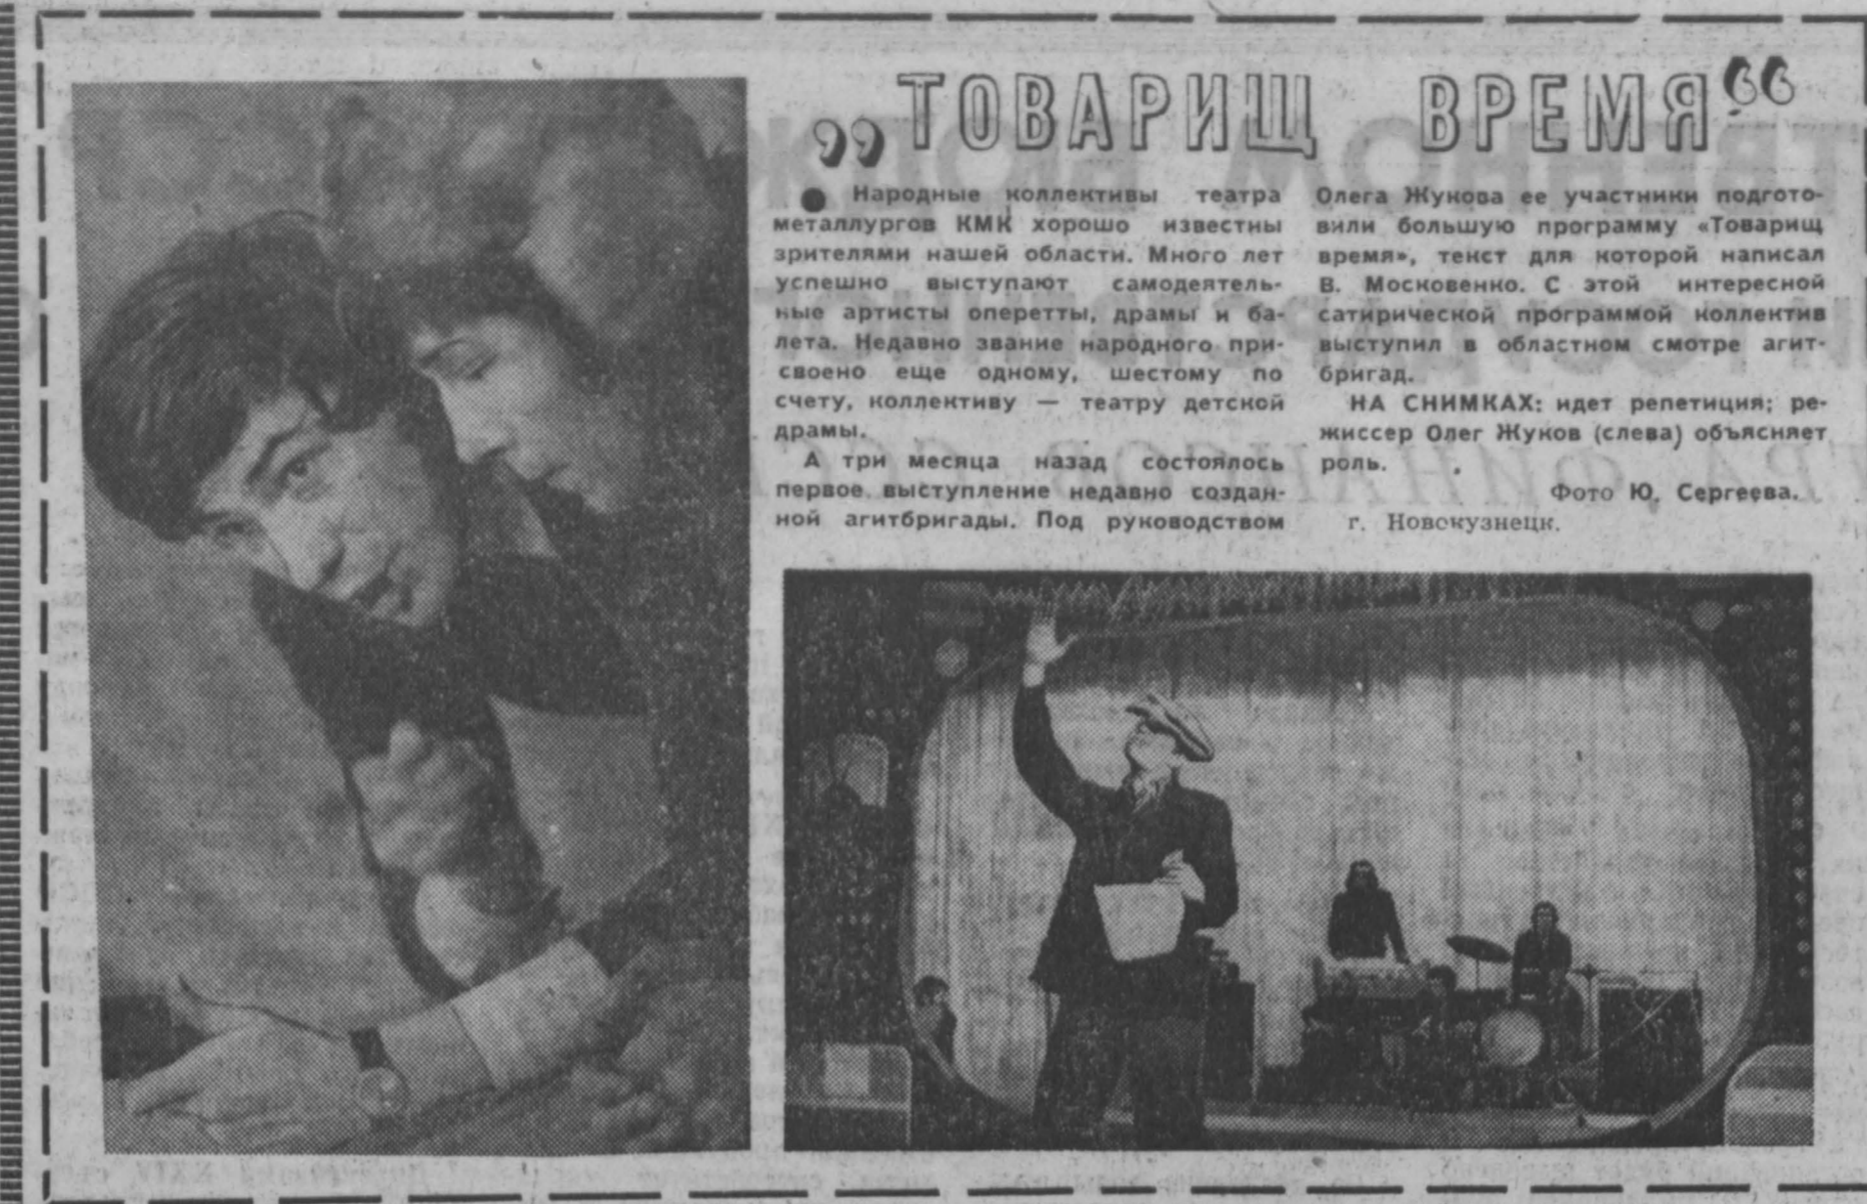 „ТОВАРИЩ ВРЕМЯ“
● Народные коллективы театра
металлургов КМК хорошо известны
зрителями нашей области. Много лет
успешно выступают самодеятель-
ные артисты оперетты, драмы и ба-
лета. Недавно звание народного при-
своено еще одному, шестому по
счету, коллективу — театру детской
драмы.
А три месяца назад состоялось
первое выступление недавно создан-
ной агитбригады. Под руководством
Олега Жукова ее участники подгото-
вили большую программу «Товарищ
время», текст для которой написал
В. Московенко. С этой интересной
сатирической программой коллектив
выступил в областном смотре агит-
бригад.
НА СНИМКАХ: идет репетиция; ре-
жиссер Олег Жуков (слева) объясняет
роль.
Фото Ю. Сергеева.
г. Новокузнецк.